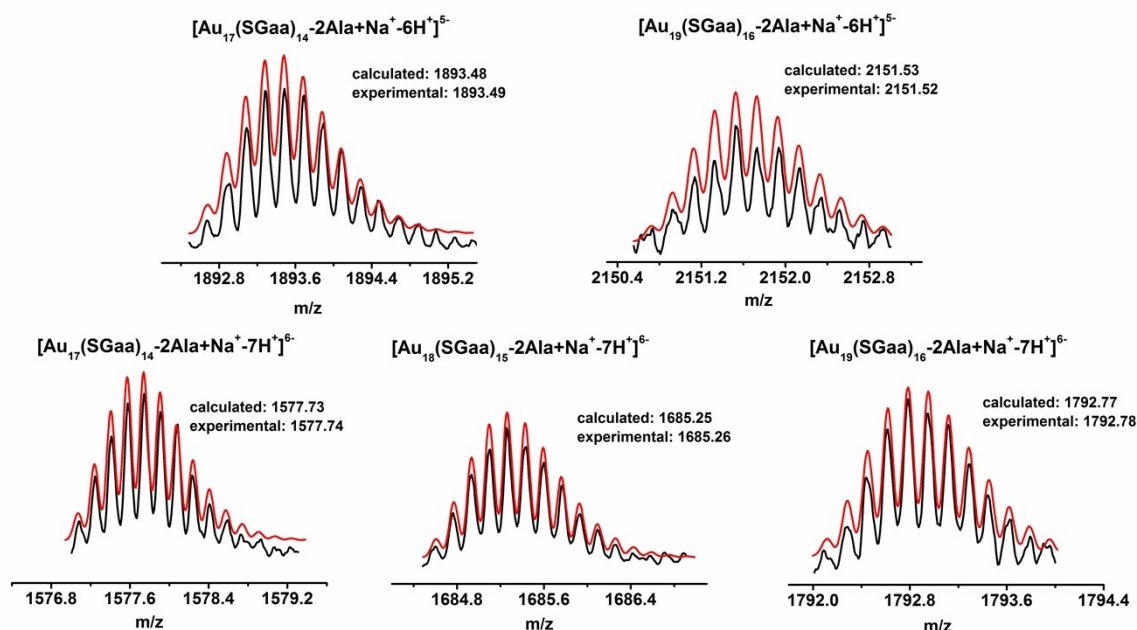 [Au₁₇(SGaa)₁₄-2Ala+Na⁺-6H⁺]⁵⁻
calculated: 1893.48
experimental: 1893.49
1892.8 1893.6 1894.4 1895.2
m/z
[Au₁₉(SGaa)₁₆-2Ala+Na⁺-6H⁺]⁵⁻
calculated: 2151.53
experimental: 2151.52
2150.4 2151.2 2152.0 2152.8
m/z
[Au₁₇(SGaa)₁₄-2Ala+Na⁺-7H⁺]⁶⁻
calculated: 1577.73
experimental: 1577.74
1576.8 1577.6 1578.4 1579.2
m/z
[Au₁₈(SGaa)₁₅-2Ala+Na⁺-7H⁺]⁶⁻
calculated: 1685.25
experimental: 1685.26
1684.8 1685.6 1686.4
m/z
[Au₁₉(SGaa)₁₆-2Ala+Na⁺-7H⁺]⁶⁻
calculated: 1792.77
experimental: 1792.78
1792.0 1792.8 1793.6 1794.4
m/z